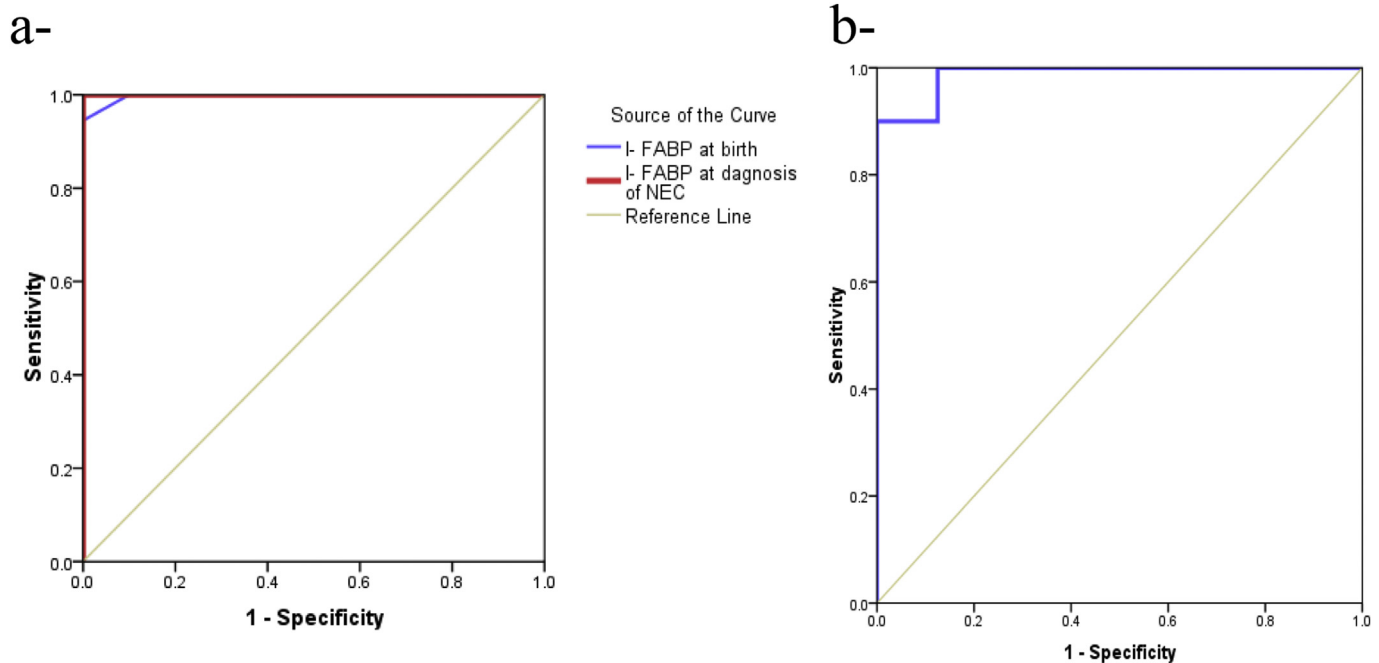 a-
1.0
0.8
0.6
0.4
0.2
0.0
Sensitivity
0.0 0.2 0.4 0.6 0.8 1.0
1 - Specificity
Source of the Curve
I- FABP at birth
I- FABP at dagnosis
of NEC
Reference Line
b-
1.0
0.8
0.6
0.4
0.2
0.0
Sensitivity
0.0 0.2 0.4 0.6 0.8 1.0
1 - Specificity